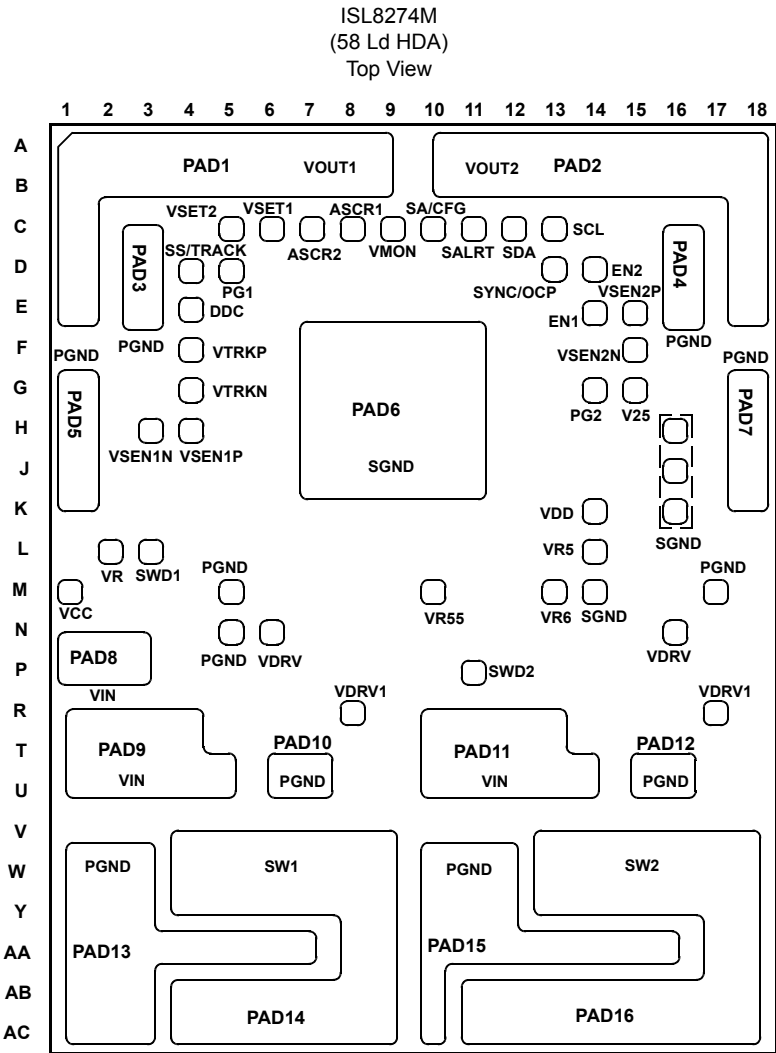 ISL8274M
(58 Ld HDA)
Top View
1 2 3 4 5 6 7 8 9 10 11 12 13 14 15 16 17 18
A
PAD1 VOUT1 VOUT2 PAD2
B
VSET2 VSET1 ASCR1 SA/CFG
C SCL
SS/TRACK ASCR2 VMON SALRT SDA
D PAD3 EN2 PAD4
PG1 SYNC/OCP VSEN2P
E DDC EN1
PGND PGND VTRKP VSEN2N PGND PGND
F
G PAD5 VTRKN PAD6 PG2 V25 PAD7
H
VSEN1N VSEN1P
J SGND
K VDD
SGND
L VR5
VR SWD1 PGND PGND
M
VCC VR55 VR6 SGND
N
PAD8 PGND VDRV VDRV
P SWD2
VIN VDRV1 VDRV1
R
PAD10 PAD12
T PAD9 PAD11
VIN PGND VIN PGND
U
V
W PGND SW1 PGND SW2
Y
AA PAD13 PAD15
AB
PAD14 PAD16
AC